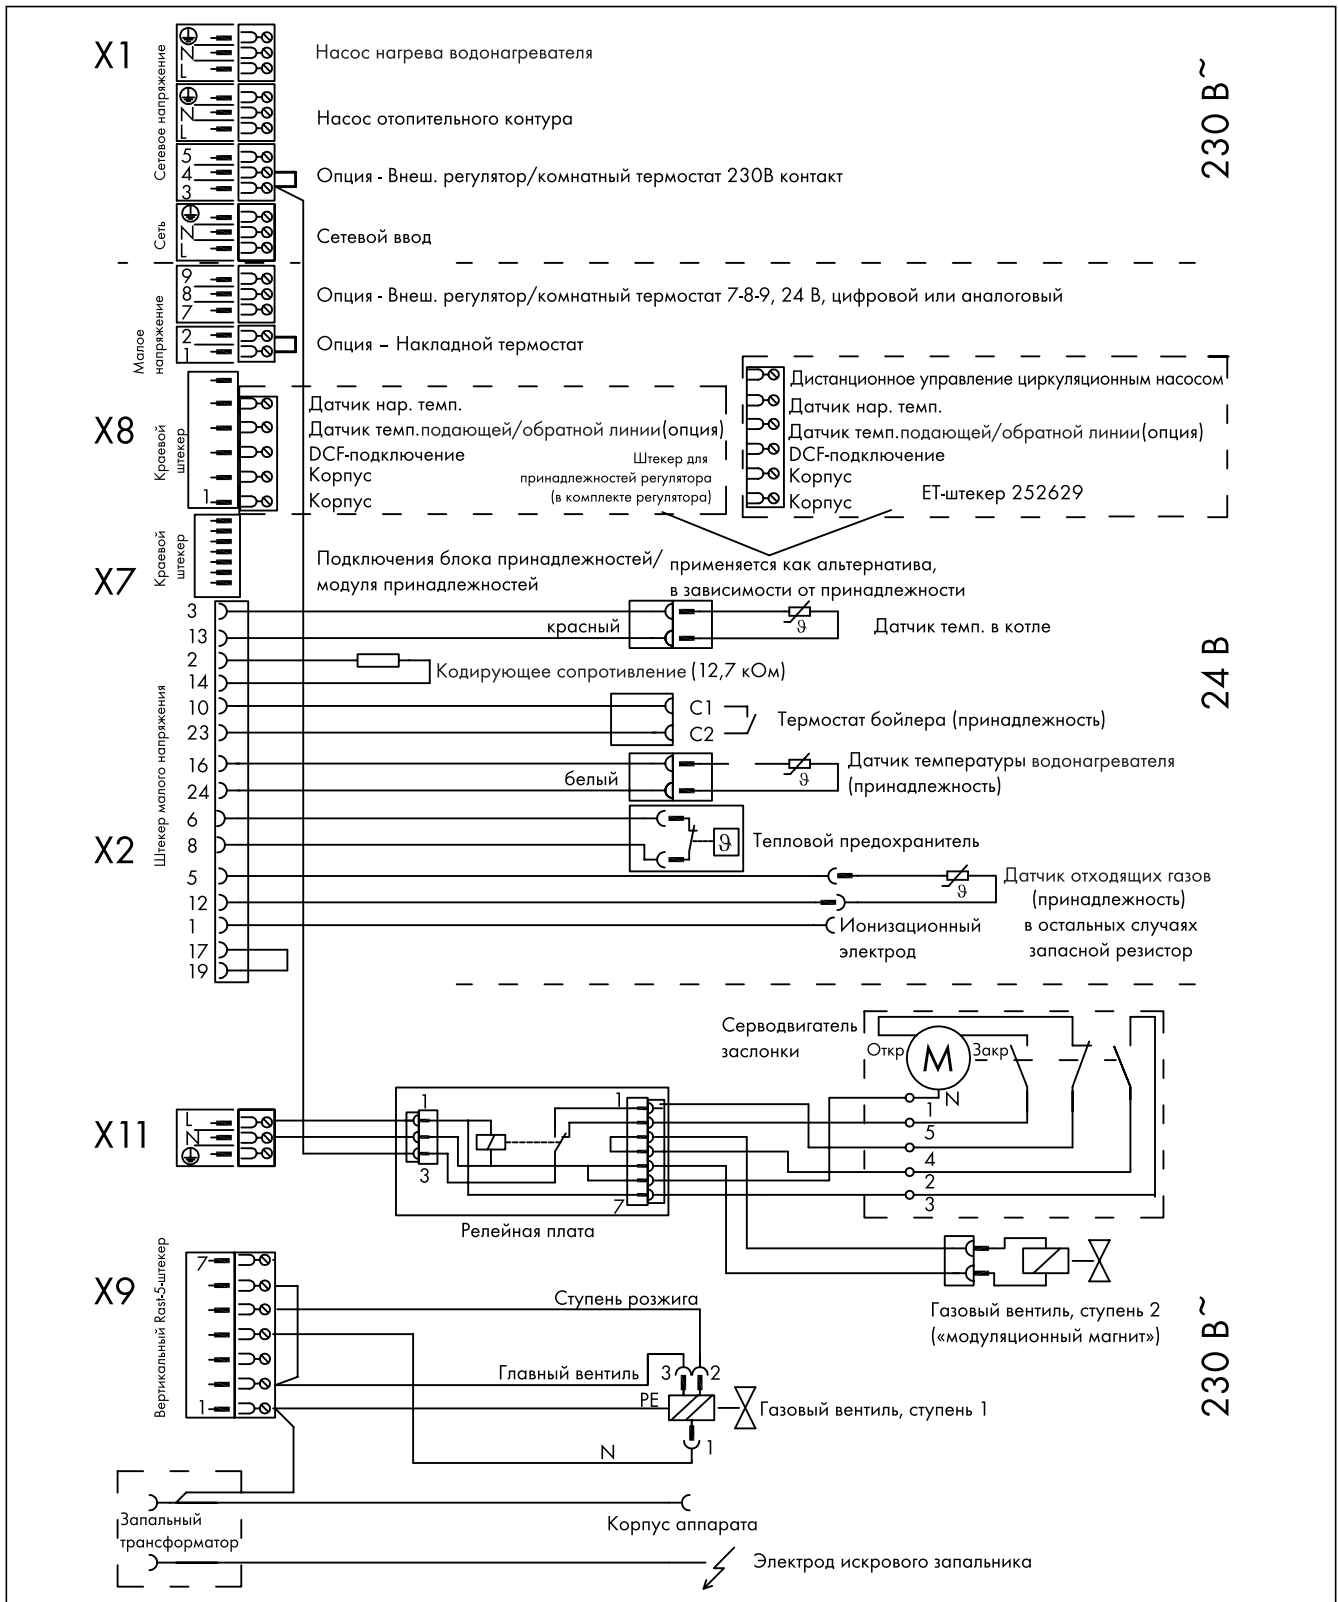 X1
Сетевое напряжение
N
L
Насос нагрева водонагревателя
230 В~
N
L
Насос отопительного контура
5
4
3
Опция - Внеш. регулятор/комнатный термостат 230В контакт
Сеть
N
L
Сетевой ввод
Малое
напряжение
9
8
7
Опция - Внеш. регулятор/комнатный термостат 7-8-9, 24 В, цифровой или аналоговый
2
1
Опция – Накладной термостат
X8
Краевой
штекер
1
Датчик нар. темп.
Датчик темп.подающей/обратной линии(опция)
DCF-подключение
Корпус
Корпус
Штекер для
принадлежностей регулятора
(в комплекте регулятора)
Дистанционное управление циркуляционным насосом
Датчик нар. темп.
Датчик темп.подающей/обратной линии(опция)
DCF-подключение
Корпус
Корпус
ЕТ-штекер 252629
X7
Краевой
штекер
Подключения блока принадлежностей/
модуля принадлежностей
применяется как альтернатива,
в зависимости от принадлежности
24 В
X2
Штекер малого напряжения
3
13
красный
ϑ
Датчик темп. в котле
2
14
Кодирующее сопротивление (12,7 кОм)
10
23
C1
C2
Термостат бойлера (принадлежность)
16
24
белый
ϑ
Датчик температуры водонагревателя
(принадлежность)
6
8
ϑ
Тепловой предохранитель
5
12
ϑ
Датчик отходящих газов
(принадлежность)
в остальных случаях
запасной резистор
1
Ионизационный
электрод
17
19
Серводвигатель
заслонки
Откр
M
Закр
N
1
5
4
2
3
X11
L
N
1
3
1
7
Релейная плата
X9
Вертикальный Rast-5-штекер
7
1
Ступень розжига
Главный вентиль
3
2
PE
1
N
Газовый вентиль, ступень 1
Газовый вентиль, ступень 2
(«модуляционный магнит»)
230 В~
Запальный
трансформатор
Корпус аппарата
Электрод искрового запальника